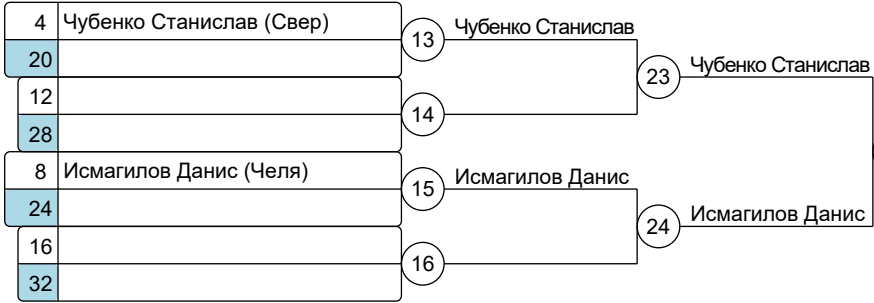 4 Чубенко Станислав (Свер)
13 Чубенко Станислав
20
23 Чубенко Станислав
12
14
28
8 Исмагилов Данис (Челя)
15 Исмагилов Данис
24
24 Исмагилов Данис
16
16
32